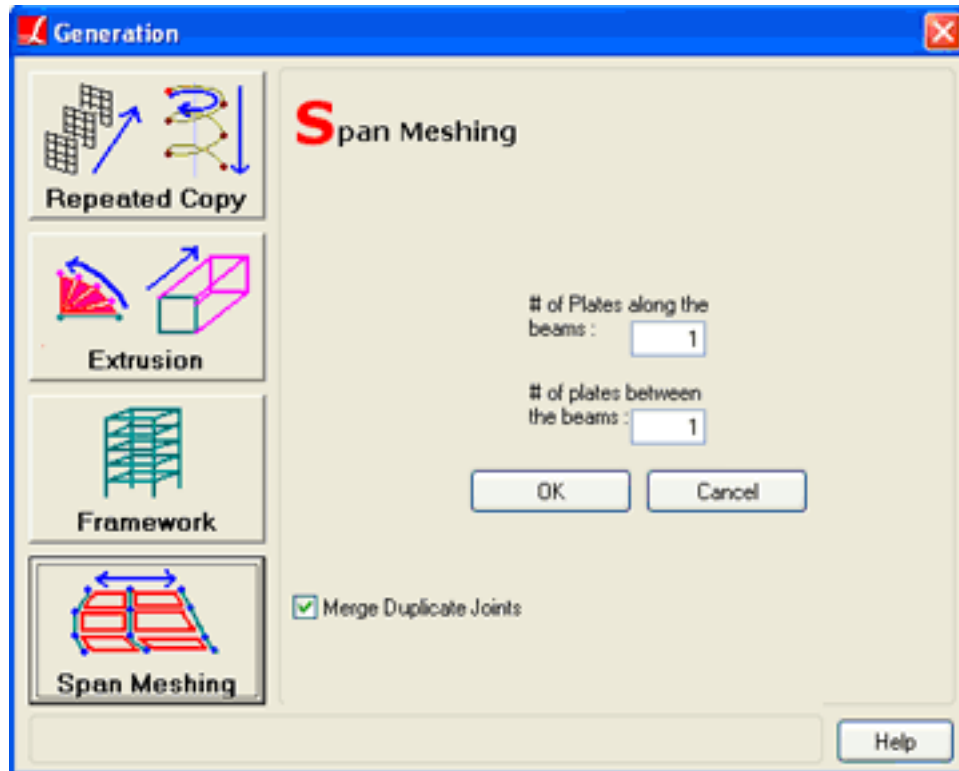 Generation
Repeated Copy
Extrusion
Framework
Span Meshing
Span Meshing
# of Plates along the
beams :
1
# of plates between
the beams :
1
OK
Cancel
Merge Duplicate Joints
Help